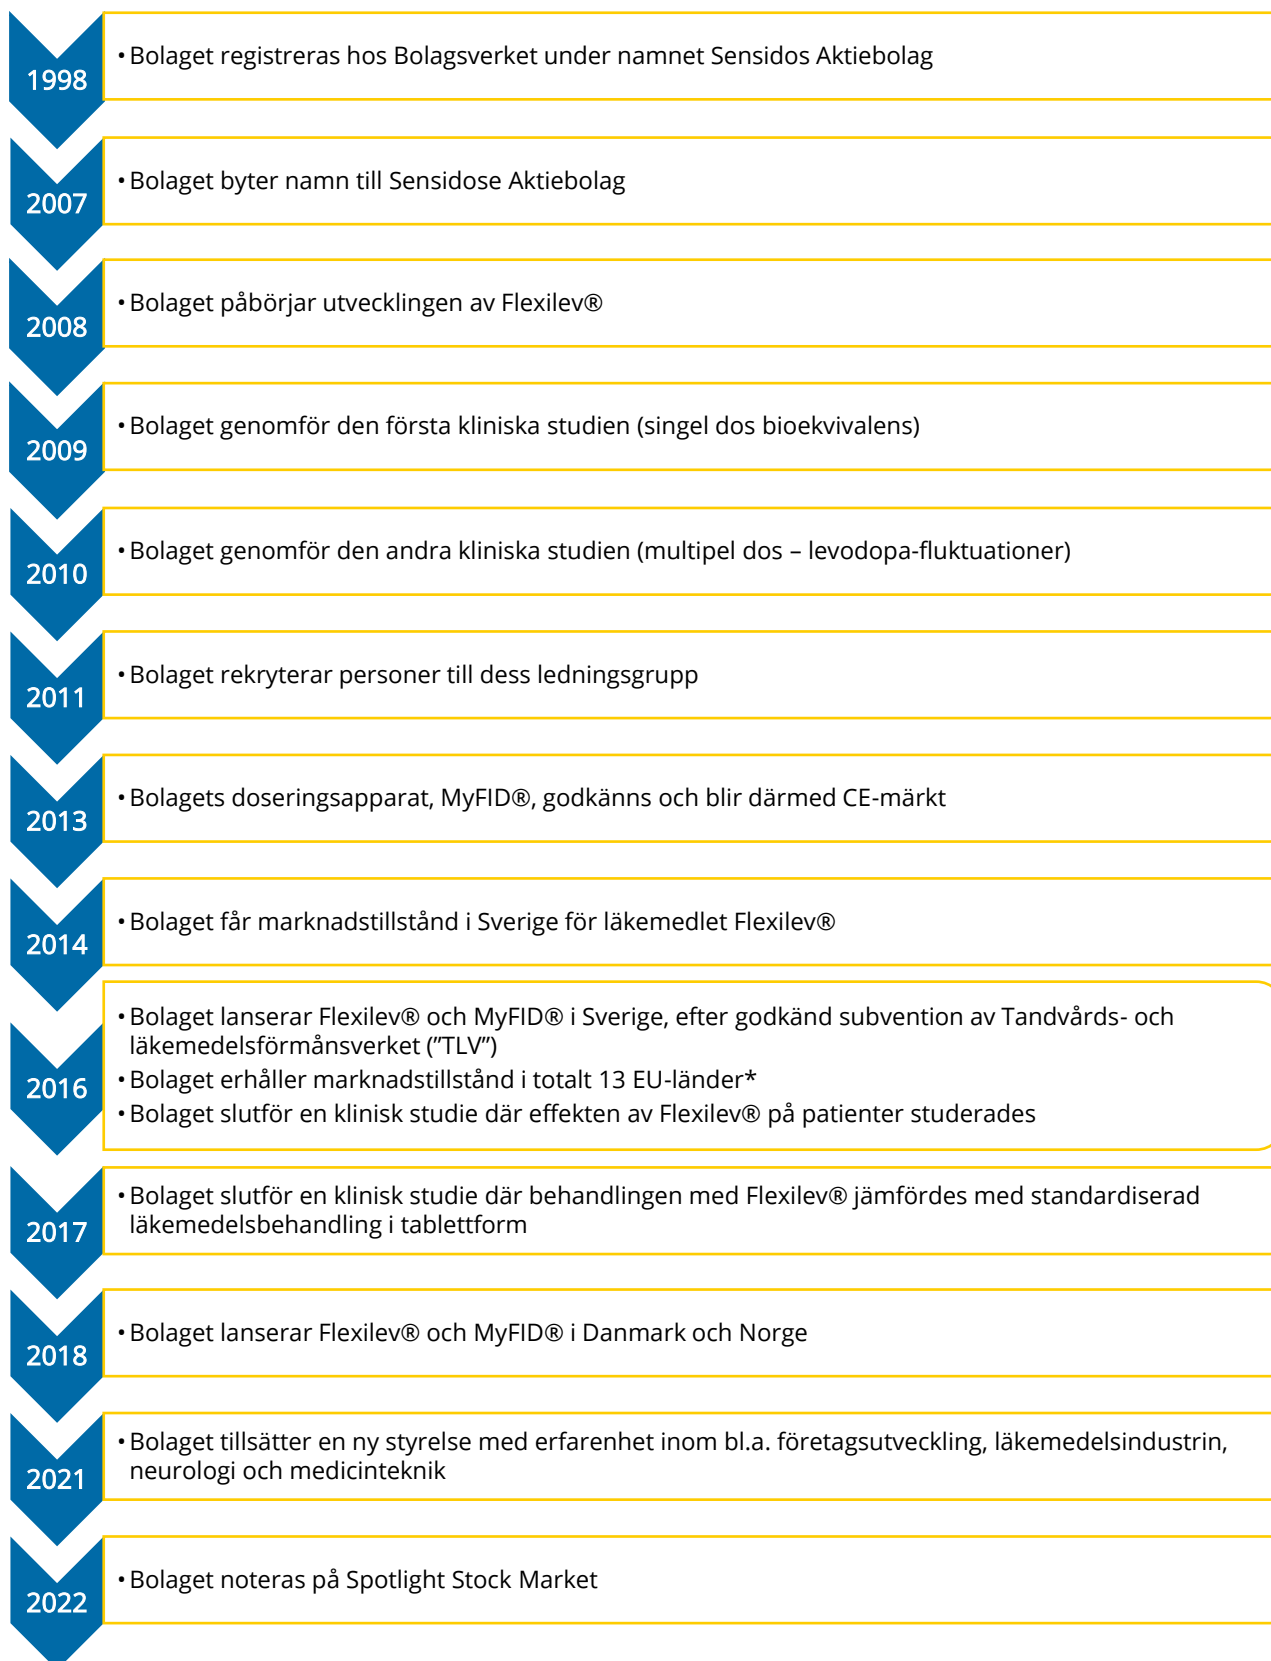 1998
• Bolaget registreras hos Bolagsverket under namnet Sensidos Aktiebolag
2007
• Bolaget byter namn till Sensidose Aktiebolag
2008
• Bolaget påbörjar utvecklingen av Flexilev®
2009
• Bolaget genomför den första kliniska studien (singel dos bioekvivalens)
2010
• Bolaget genomför den andra kliniska studien (multipel dos – levodopa-fluktuationer)
2011
• Bolaget rekryterar personer till dess ledningsgrupp
2013
• Bolagets doseringsapparat, MyFID®, godkänns och blir därmed CE-märkt
2014
• Bolaget får marknadstillstånd i Sverige för läkemedlet Flexilev®
2016
• Bolaget lanserar Flexilev® och MyFID® i Sverige, efter godkänd subvention av Tandvårds- och
läkemedelsförmånsverket (”TLV”)
• Bolaget erhåller marknadstillstånd i totalt 13 EU-länder*
• Bolaget slutför en klinisk studie där effekten av Flexilev® på patienter studerades
2017
• Bolaget slutför en klinisk studie där behandlingen med Flexilev® jämfördes med standardiserad
läkemedelsbehandling i tablettform
2018
• Bolaget lanserar Flexilev® och MyFID® i Danmark och Norge
2021
• Bolaget tillsätter en ny styrelse med erfarenhet inom bl.a. företagsutveckling, läkemedelsindustrin,
neurologi och medicinteknik
2022
• Bolaget noteras på Spotlight Stock Market